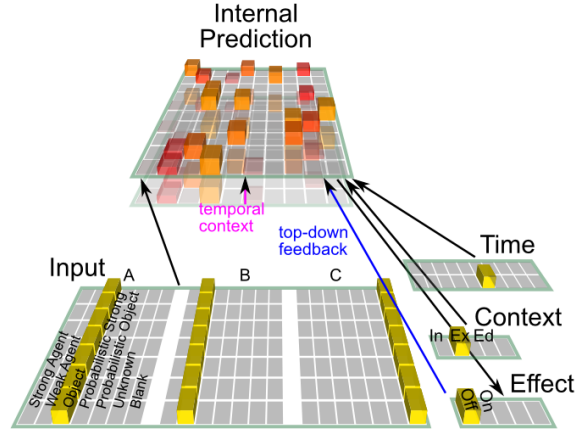 Internal
Prediction
temporal
context
top-down
feedback
Time
Input
A
B
C
Context
In Ex Ed
Strong Agent
Weak Agent
Object
Probabilistic Strong
Probabilistic Object
Unknown
Blank
Effect
Off
On